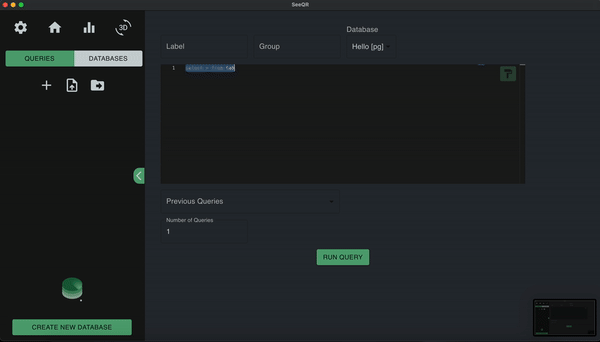 SeeQR
3D
QUERIES
DATABASES
CREATE NEW DATABASE
Database
Label
Group
Hello [pg]
1
select * from
Previous Queries
Number of Queries
1
RUN QUERY